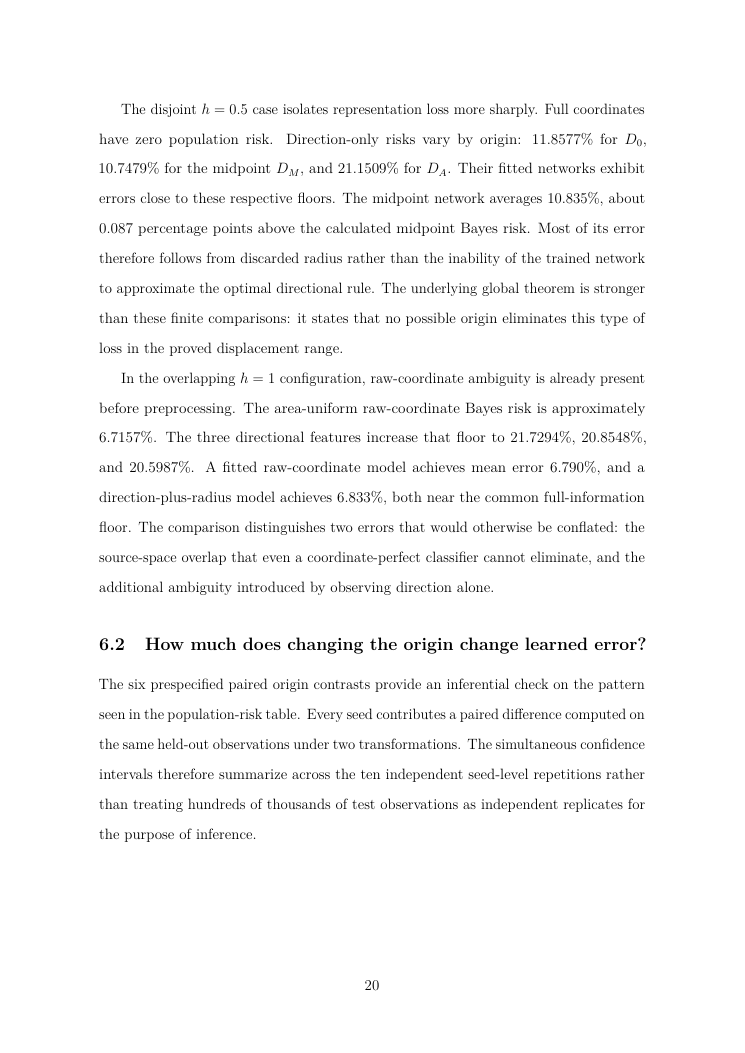 The disjoint h = 0.5 case isolates representation loss more sharply. Full coordinates
have zero population risk. Direction-only risks vary by origin: 11.8577% for D₀,
10.7479% for the midpoint D_M, and 21.1509% for D_A. Their fitted networks exhibit
errors close to these respective floors. The midpoint network averages 10.835%, about
0.087 percentage points above the calculated midpoint Bayes risk. Most of its error
therefore follows from discarded radius rather than the inability of the trained network
to approximate the optimal directional rule. The underlying global theorem is stronger
than these finite comparisons: it states that no possible origin eliminates this type of
loss in the proved displacement range.
In the overlapping h = 1 configuration, raw-coordinate ambiguity is already present
before preprocessing. The area-uniform raw-coordinate Bayes risk is approximately
6.7157%. The three directional features increase that floor to 21.7294%, 20.8548%,
and 20.5987%. A fitted raw-coordinate model achieves mean error 6.790%, and a
direction-plus-radius model achieves 6.833%, both near the common full-information
floor. The comparison distinguishes two errors that would otherwise be conflated: the
source-space overlap that even a coordinate-perfect classifier cannot eliminate, and the
additional ambiguity introduced by observing direction alone.
6.2 How much does changing the origin change learned error?
The six prespecified paired origin contrasts provide an inferential check on the pattern
seen in the population-risk table. Every seed contributes a paired difference computed on
the same held-out observations under two transformations. The simultaneous confidence
intervals therefore summarize across the ten independent seed-level repetitions rather
than treating hundreds of thousands of test observations as independent replicates for
the purpose of inference.
20